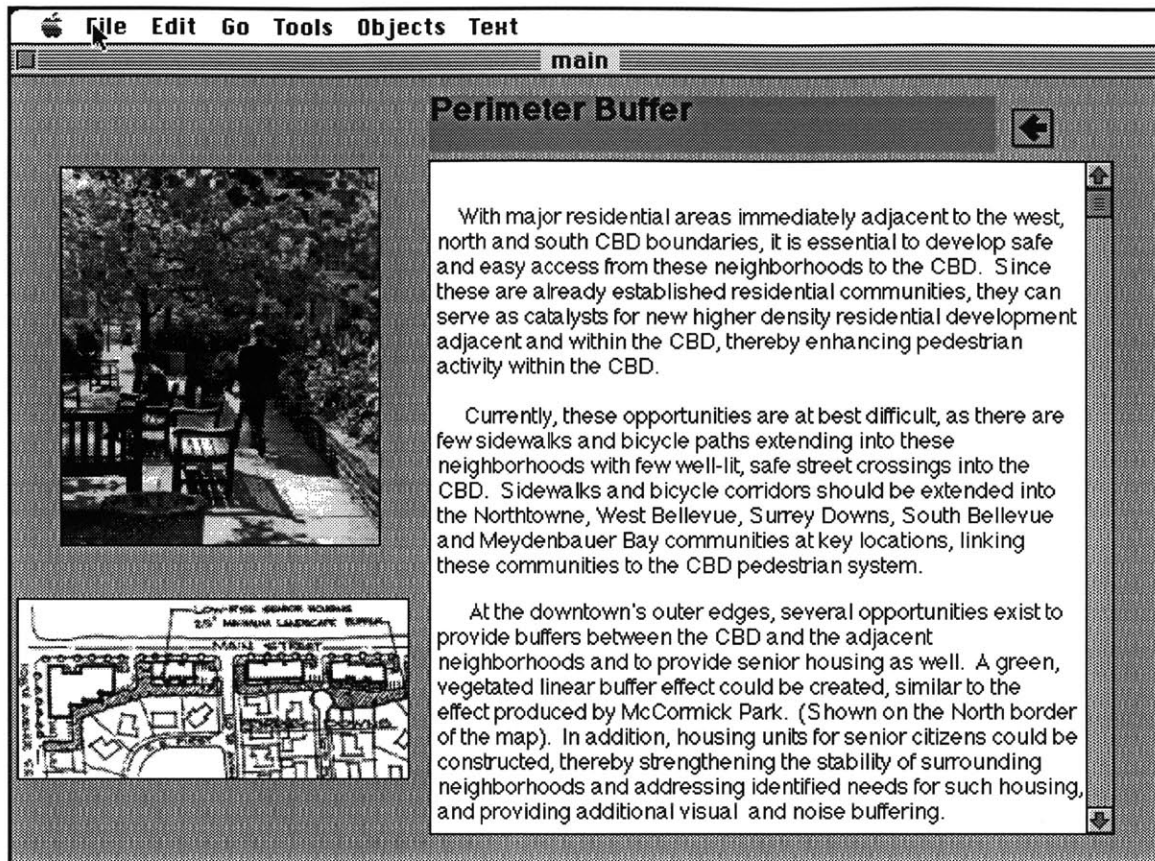 File Edit Go Tools Objects Text
main
Perimeter Buffer
With major residential areas immediately adjacent to the west,
north and south CBD boundaries, it is essential to develop safe
and easy access from these neighborhoods to the CBD. Since
these are already established residential communities, they can
serve as catalysts for new higher density residential development
adjacent and within the CBD, thereby enhancing pedestrian
activity within the CBD.
Currently, these opportunities are at best difficult, as there are
few sidewalks and bicycle paths extending into these
neighborhoods with few well-lit, safe street crossings into the
CBD. Sidewalks and bicycle corridors should be extended into
the Northtowne, West Bellevue, Surrey Downs, South Bellevue
and Meydenbauer Bay communities at key locations, linking
these communities to the CBD pedestrian system.
At the downtown's outer edges, several opportunities exist to
provide buffers between the CBD and the adjacent
neighborhoods and to provide senior housing as well. A green,
vegetated linear buffer effect could be created, similar to the
effect produced by McCormick Park. (Shown on the North border
of the map). In addition, housing units for senior citizens could be
constructed, thereby strengthening the stability of surrounding
neighborhoods and addressing identified needs for such housing,
and providing additional visual and noise buffering.
LOW-RISE SENIOR HOUSING
MINIMUM LANDSCAPE BUFFER
MAIN STREET